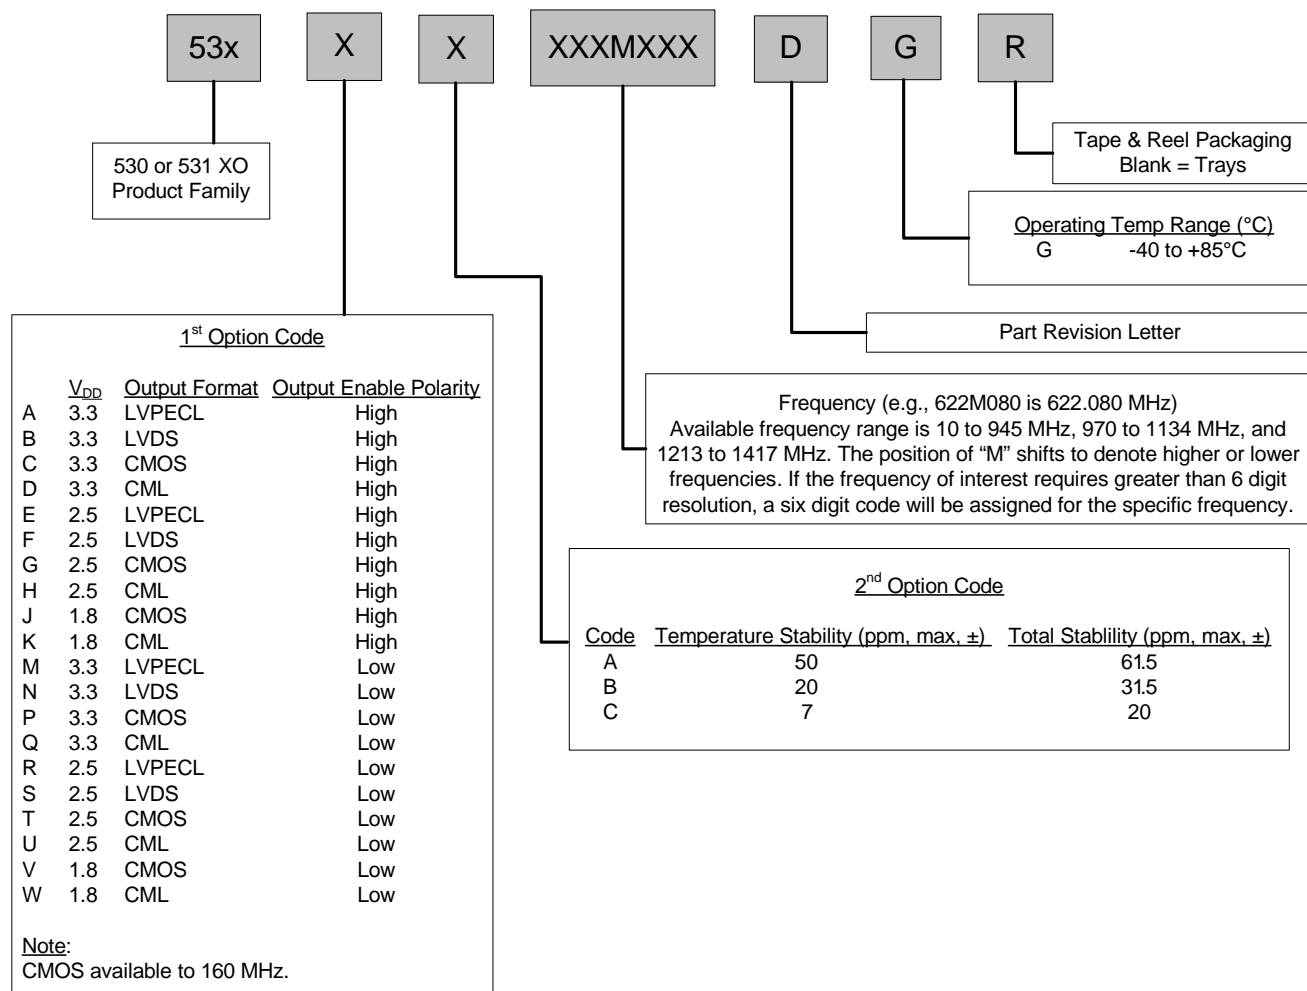 53x X X XXXMXXX D G R
530 or 531 XO
Product Family
Tape & Reel Packaging
Blank = Trays
Operating Temp Range (°C)
G -40 to +85°C
Part Revision Letter
Frequency (e.g., 622M080 is 622.080 MHz)
Available frequency range is 10 to 945 MHz, 970 to 1134 MHz, and
1213 to 1417 MHz. The position of “M” shifts to denote higher or lower
frequencies. If the frequency of interest requires greater than 6 digit
resolution, a six digit code will be assigned for the specific frequency.
1st Option Code
VDD Output Format Output Enable Polarity
A 3.3 LVPECL High
B 3.3 LVDS High
C 3.3 CMOS High
D 3.3 CML High
E 2.5 LVPECL High
F 2.5 LVDS High
G 2.5 CMOS High
H 2.5 CML High
J 1.8 CMOS High
K 1.8 CML High
M 3.3 LVPECL Low
N 3.3 LVDS Low
P 3.3 CMOS Low
Q 3.3 CML Low
R 2.5 LVPECL Low
S 2.5 LVDS Low
T 2.5 CMOS Low
U 2.5 CML Low
V 1.8 CMOS Low
W 1.8 CML Low
Note:
CMOS available to 160 MHz.
2nd Option Code
Code Temperature Stability (ppm, max, ±) Total Stablility (ppm, max, ±)
A 50 61.5
B 20 31.5
C 7 20